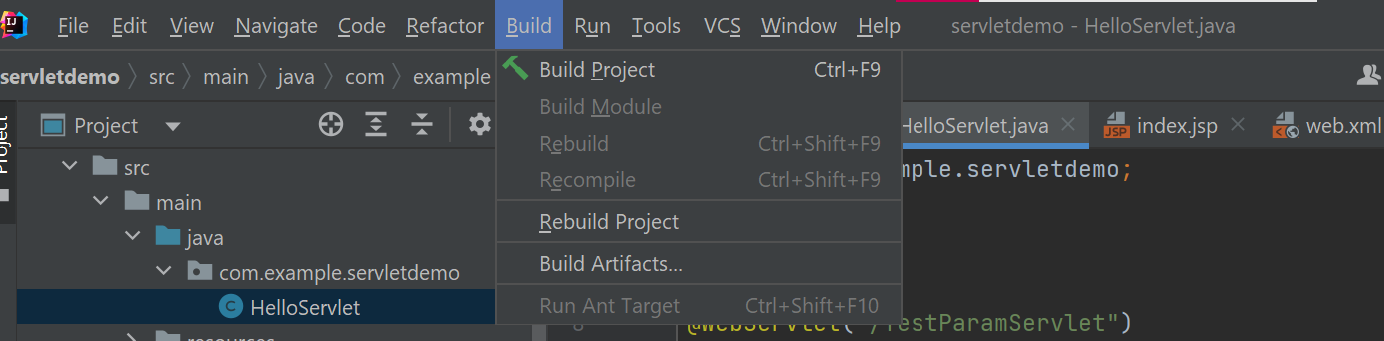 File Edit View Navigate Code Refactor Build Run Tools VCS Window Help servletdemo - HelloServlet.java
servletdemo src main java com example
Build Project Ctrl+F9
Build Module
Rebuild Ctrl+Shift+F9
Recompile Ctrl+Shift+F9
Rebuild Project
Build Artifacts...
Run Ant Target Ctrl+Shift+F10
Project
Project
src
main
java
com.example.servletdemo
HelloServlet
resources
HelloServlet.java index.jsp web.xml
mple.servletdemo;
@WebServlet("/TestParamServlet")